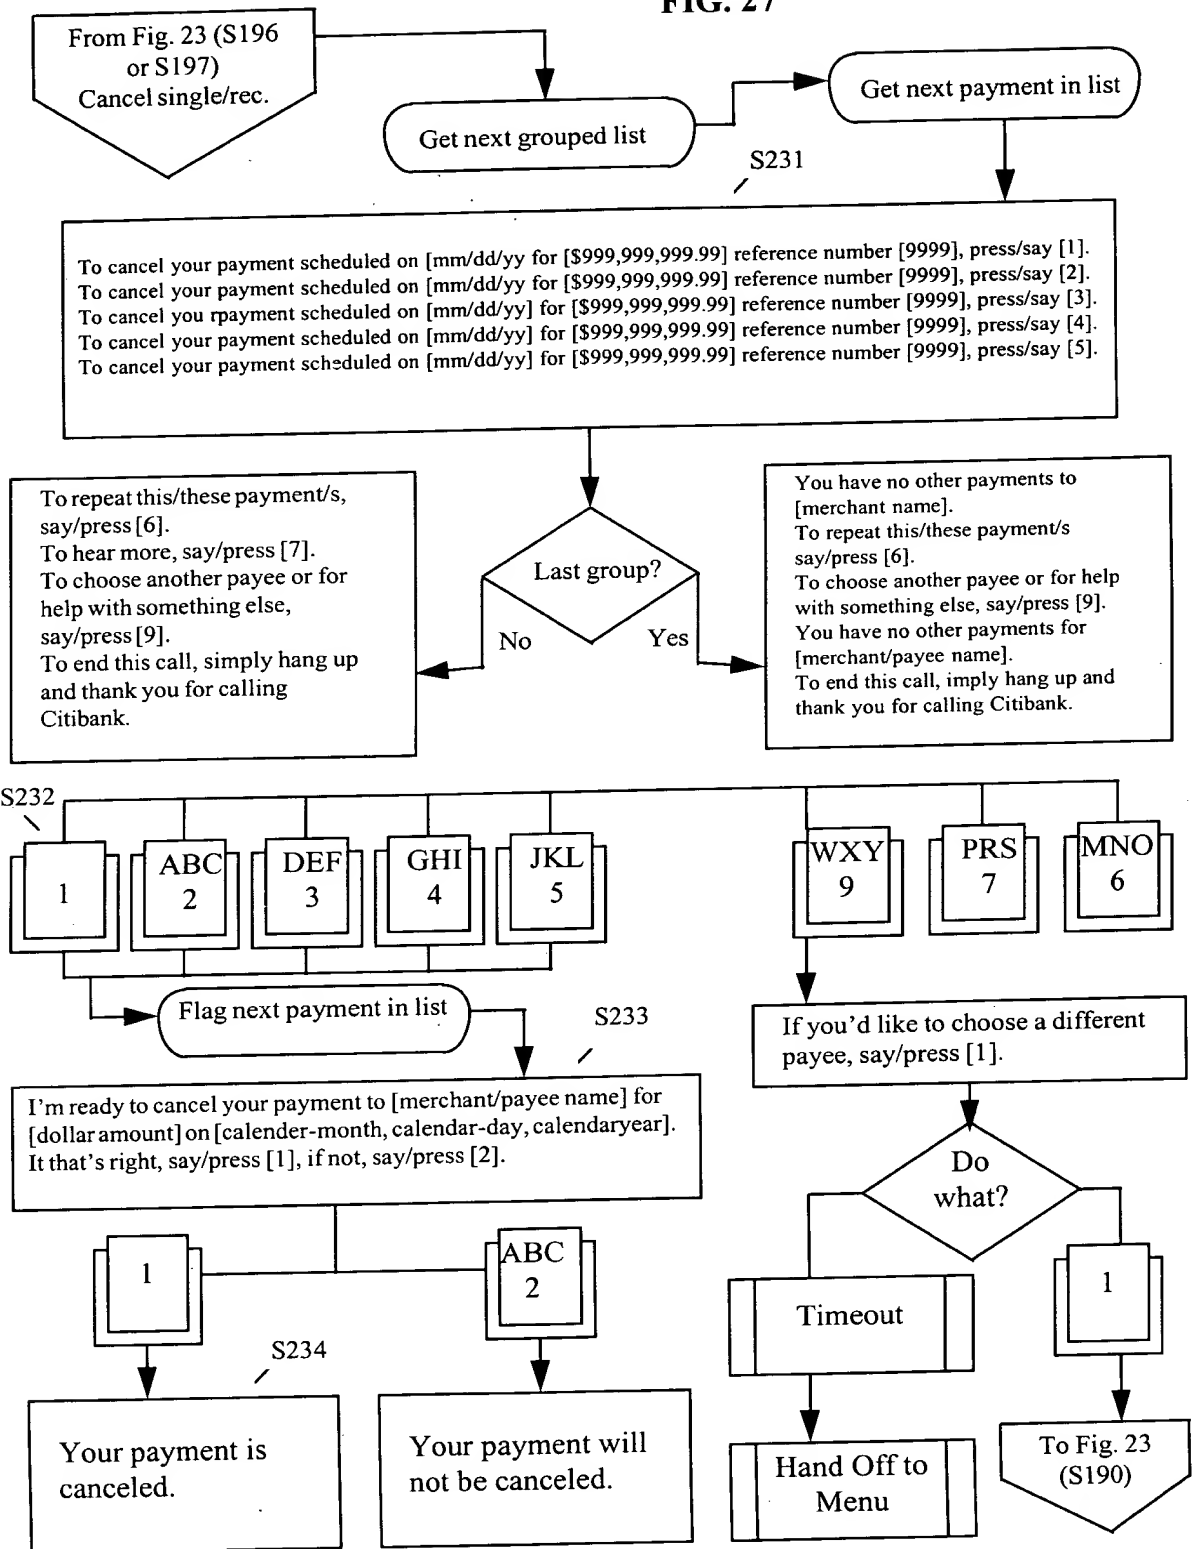 FIG. 27
From Fig. 23 (S196
or S197)
Cancel single/rec.
Get next grouped list
Get next payment in list
S231
To cancel your payment scheduled on [mm/dd/yy for [$999,999,999.99] reference number [9999], press/say [1].
To cancel your payment scheduled on [mm/dd/yy for [$999,999,999.99] reference number [9999], press/say [2].
To cancel you rpayment scheduled on [mm/dd/yy] for [$999,999,999.99] reference number [9999], press/say [3].
To cancel your payment scheduled on [mm/dd/yy] for [$999,999,999.99] reference number [9999], press/say [4].
To cancel your payment scheduled on [mm/dd/yy] for [$999,999,999.99] reference number [9999], press/say [5].
To repeat this/these payment/s,
say/press [6].
To hear more, say/press [7].
To choose another payee or for
help with something else,
say/press [9].
To end this call, simply hang up
and thank you for calling
Citibank.
Last group?
No
Yes
You have no other payments to
[merchant name].
To repeat this/these payment/s
say/press [6].
To choose another payee or for help
with something else, say/press [9].
You have no other payments for
[merchant/payee name].
To end this call, imply hang up and
thank you for calling Citibank.
S232
1
ABC
2
DEF
3
GHI
4
JKL
5
WXY
9
PRS
7
MNO
6
Flag next payment in list
S233
I'm ready to cancel your payment to [merchant/payee name] for
[dollar amount] on [calender-month, calendar-day, calendaryear].
It that's right, say/press [1], if not, say/press [2].
If you'd like to choose a different
payee, say/press [1].
Do
what?
1
ABC
2
Timeout
1
S234
Your payment is
canceled.
Your payment will
not be canceled.
Hand Off to
Menu
To Fig. 23
(S190)